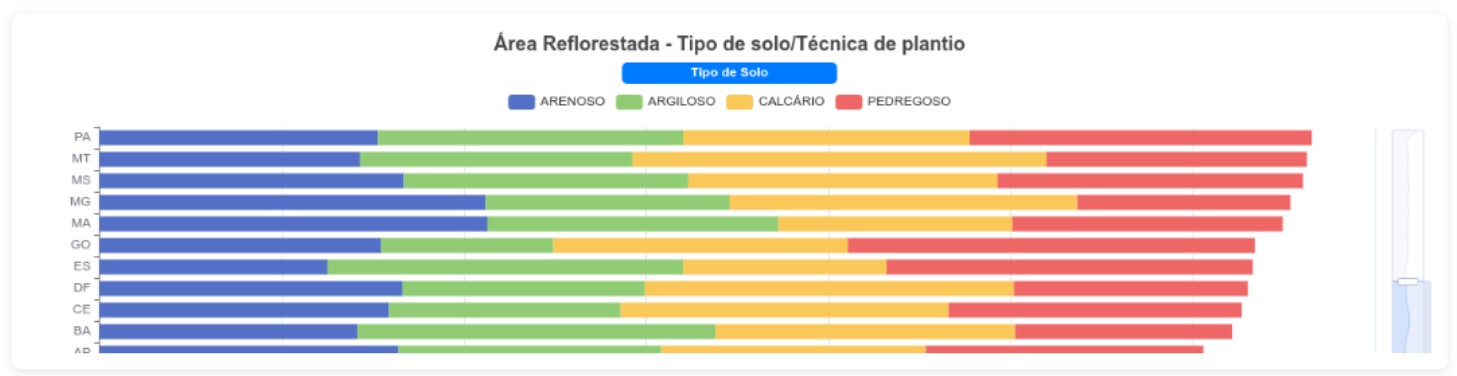 Área Reflorestada - Tipo de solo/Técnica de plantio
Tipo de Solo
ARENOSO ARGILOSO CALCÁRIO PEDREGOSO
PA
MT
MS
MG
MA
GO
ES
DF
CE
BA